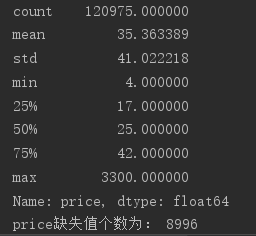 count    120975.000000
mean         35.363389
std          41.022218
min           4.000000
25%          17.000000
50%          25.000000
75%          42.000000
max        3300.000000
Name: price, dtype: float64
price缺失值个数为： 8996